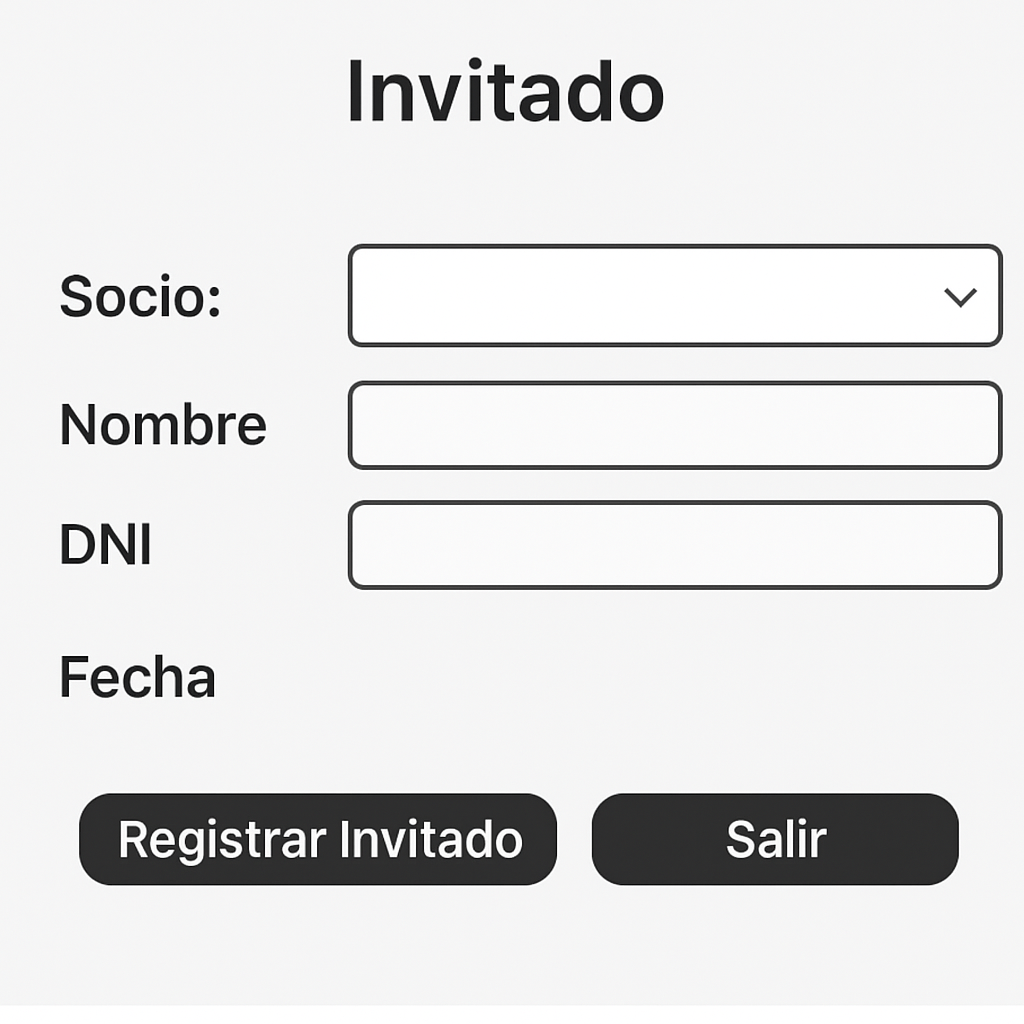 Invitado
Socio:
Nombre
DNI
Fecha
Registrar Invitado
Salir